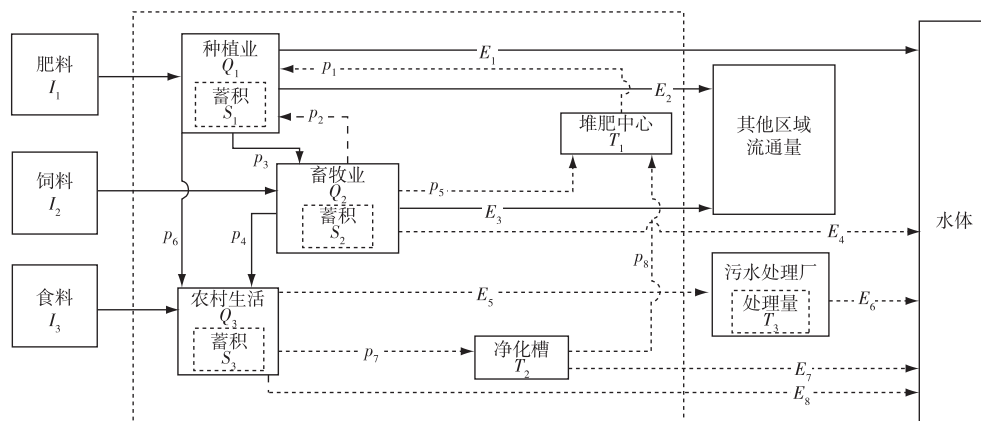 种植业
Q₁
蓄积
S₁
肥料
I₁
E₁
p₁
E₂
p₂
堆肥中心
T₁
其他区域
流通量
p₃
畜牧业
Q₂
蓄积
S₂
饲料
I₂
p₅
E₃
水体
E₄
p₆
p₄
p₈
污水处理厂
处理量
T₃
食料
I₃
农村生活
Q₃
蓄积
S₃
E₅
E₆
p₇
净化槽
T₂
E₇
E₈